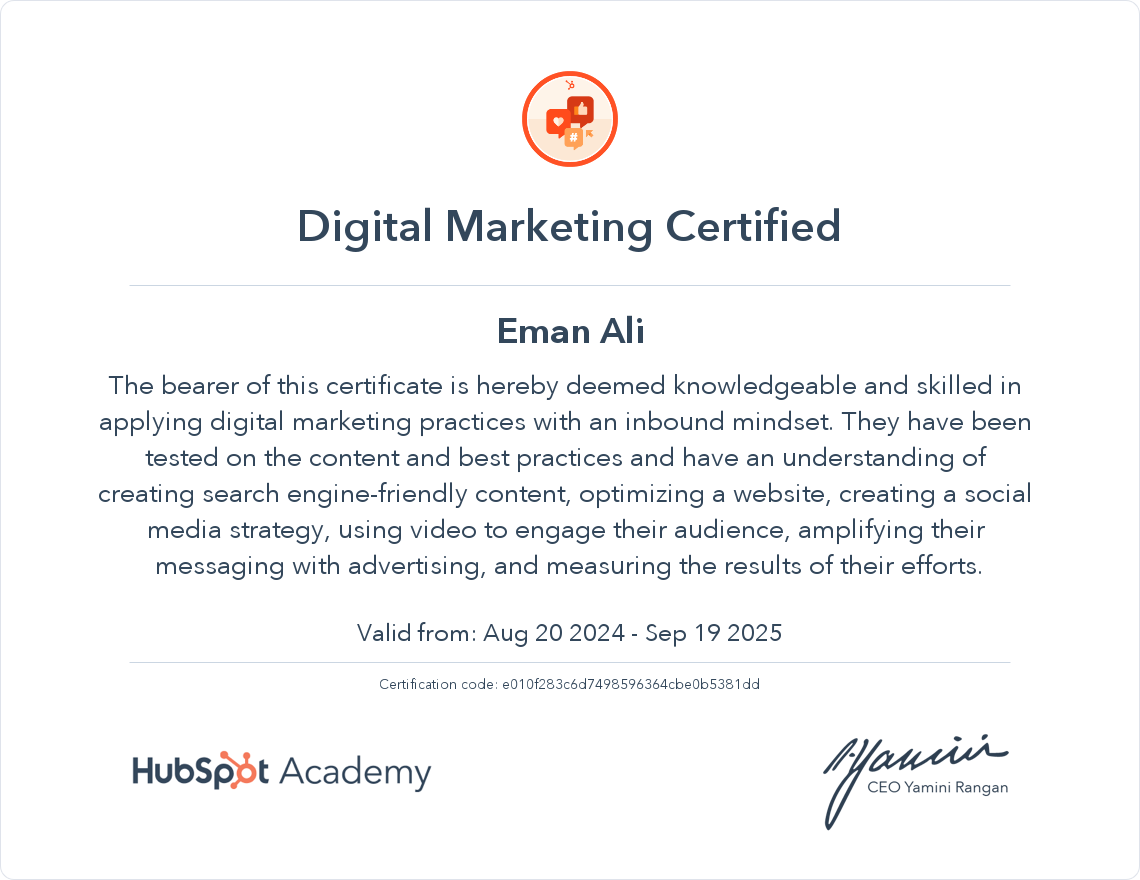 Digital Marketing Certified
Eman Ali
The bearer of this certificate is hereby deemed knowledgeable and skilled in
applying digital marketing practices with an inbound mindset. They have been
tested on the content and best practices and have an understanding of
creating search engine-friendly content, optimizing a website, creating a social
media strategy, using video to engage their audience, amplifying their
messaging with advertising, and measuring the results of their efforts.
Valid from: Aug 20 2024 - Sep 19 2025
Certification code: e010f283c6d7498596364cbe0b5381dd
HubSpot Academy
CEO Yamini Rangan